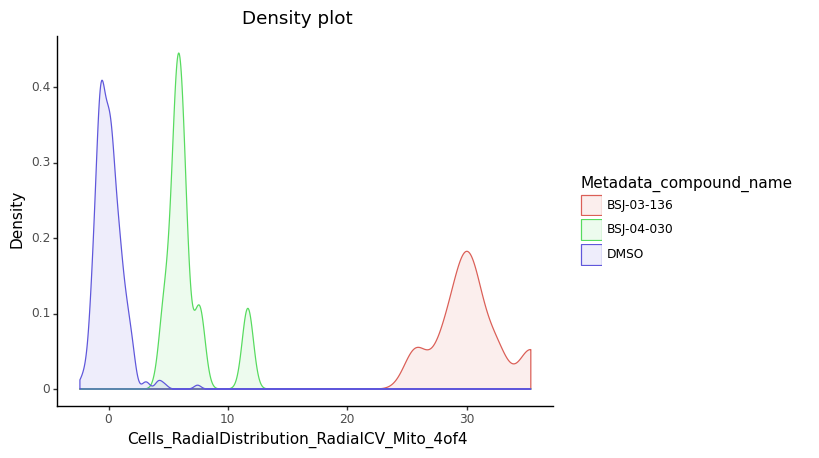 Density plot
0.4
0.3
0.2
0.1
0
Density
0
10
20
30
Cells_RadialDistribution_RadialCV_Mito_4of4
Metadata_compound_name
BSJ-03-136
BSJ-04-030
DMSO